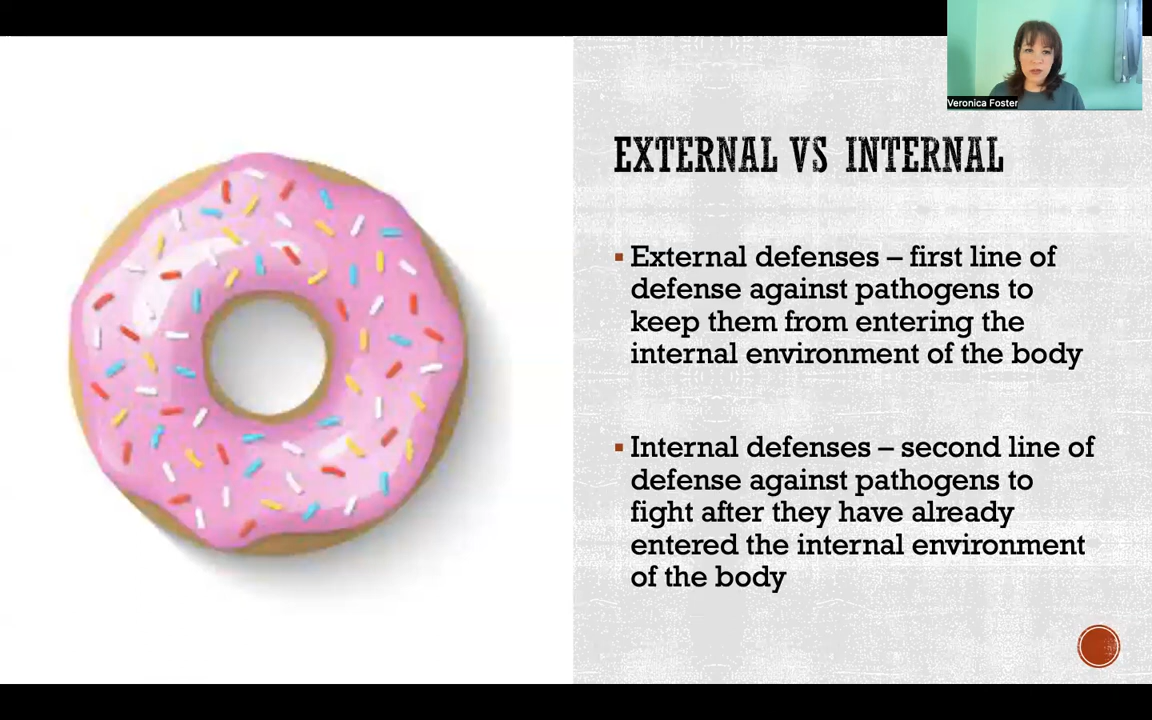 Veronica Foster
EXTERNAL VS INTERNAL
External defenses – first line of
defense against pathogens to
keep them from entering the
internal environment of the body
Internal defenses – second line of
defense against pathogens to
fight after they have already
entered the internal environment
of the body